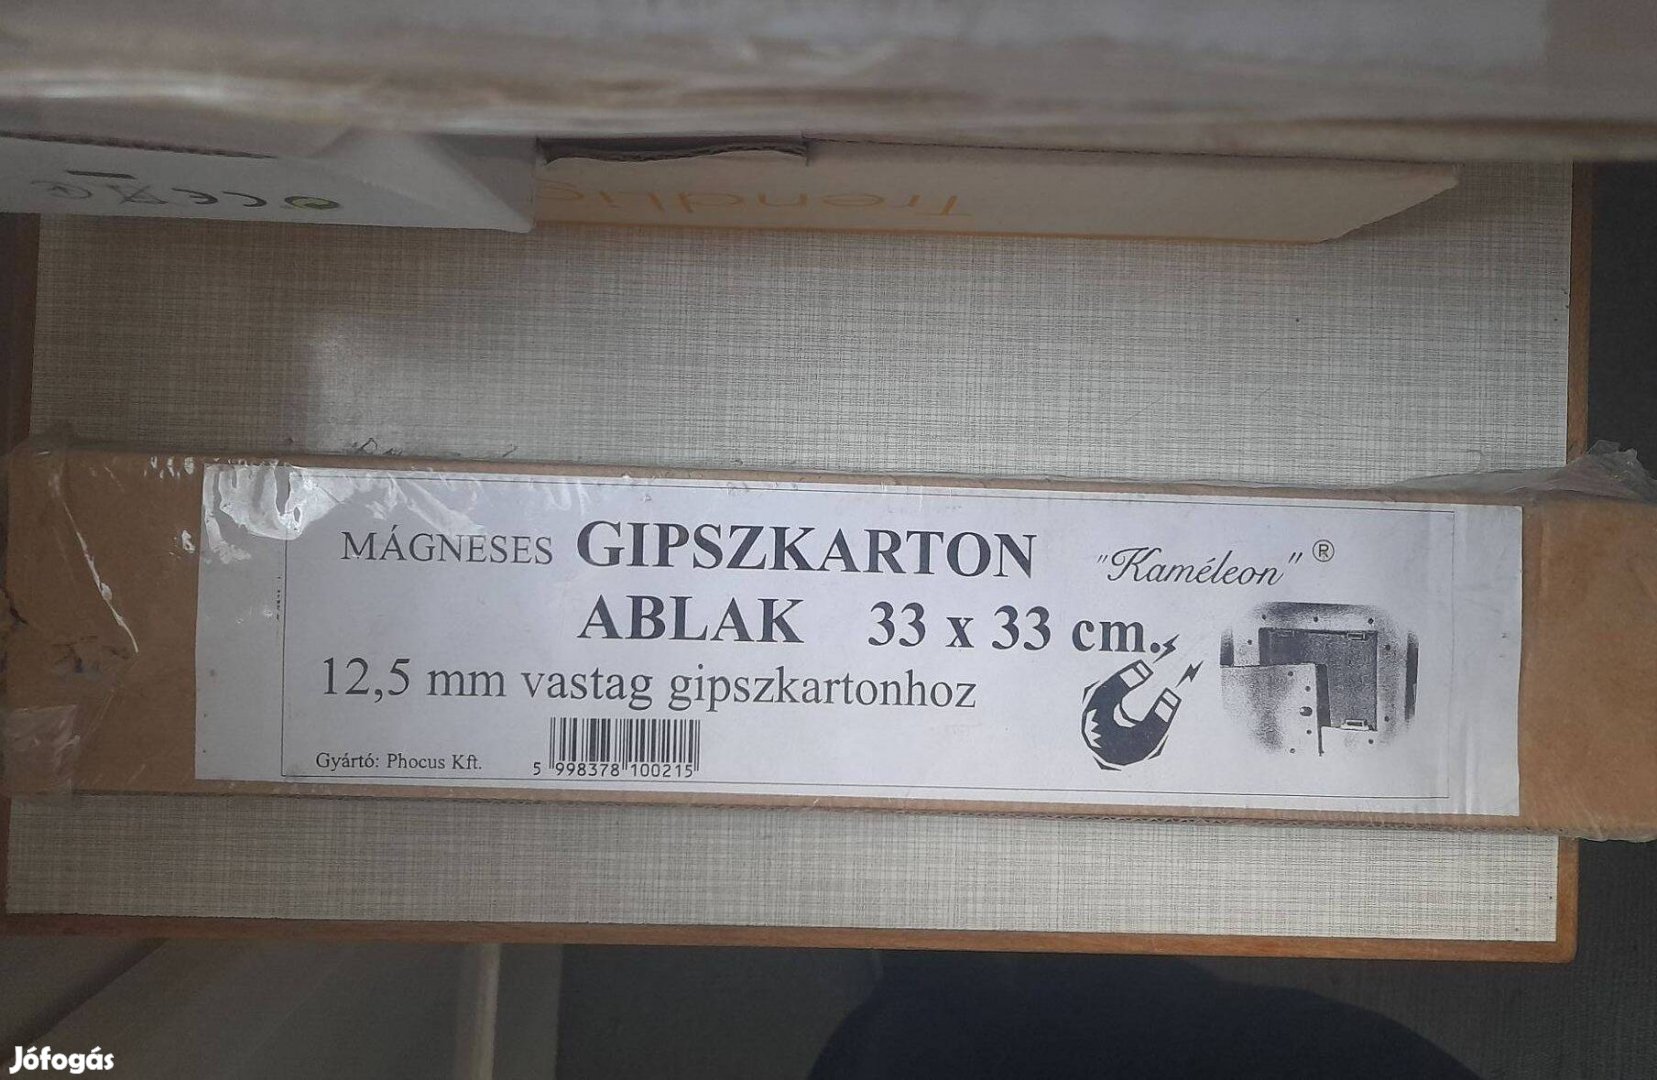 CE
MÁGNESES GIPSZKARTON "Kaméleon" ®
ABLAK 33 x 33 cm.
12,5 mm vastag gipszkartonhoz
Gyártó: Phocus Kft.
5 998378 100215
Jófogás